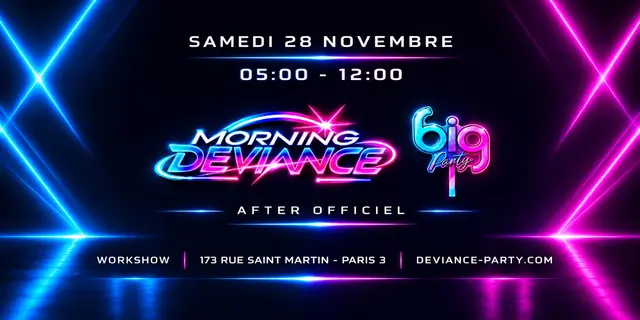 SAMEDI 28 NOVEMBRE
05:00 - 12:00
MORNING
DEVIANCE
big
Party
AFTER OFFICIEL
WORKSHOW | 173 RUE SAINT MARTIN - PARIS 3 | DEVIANCE-PARTY.COM